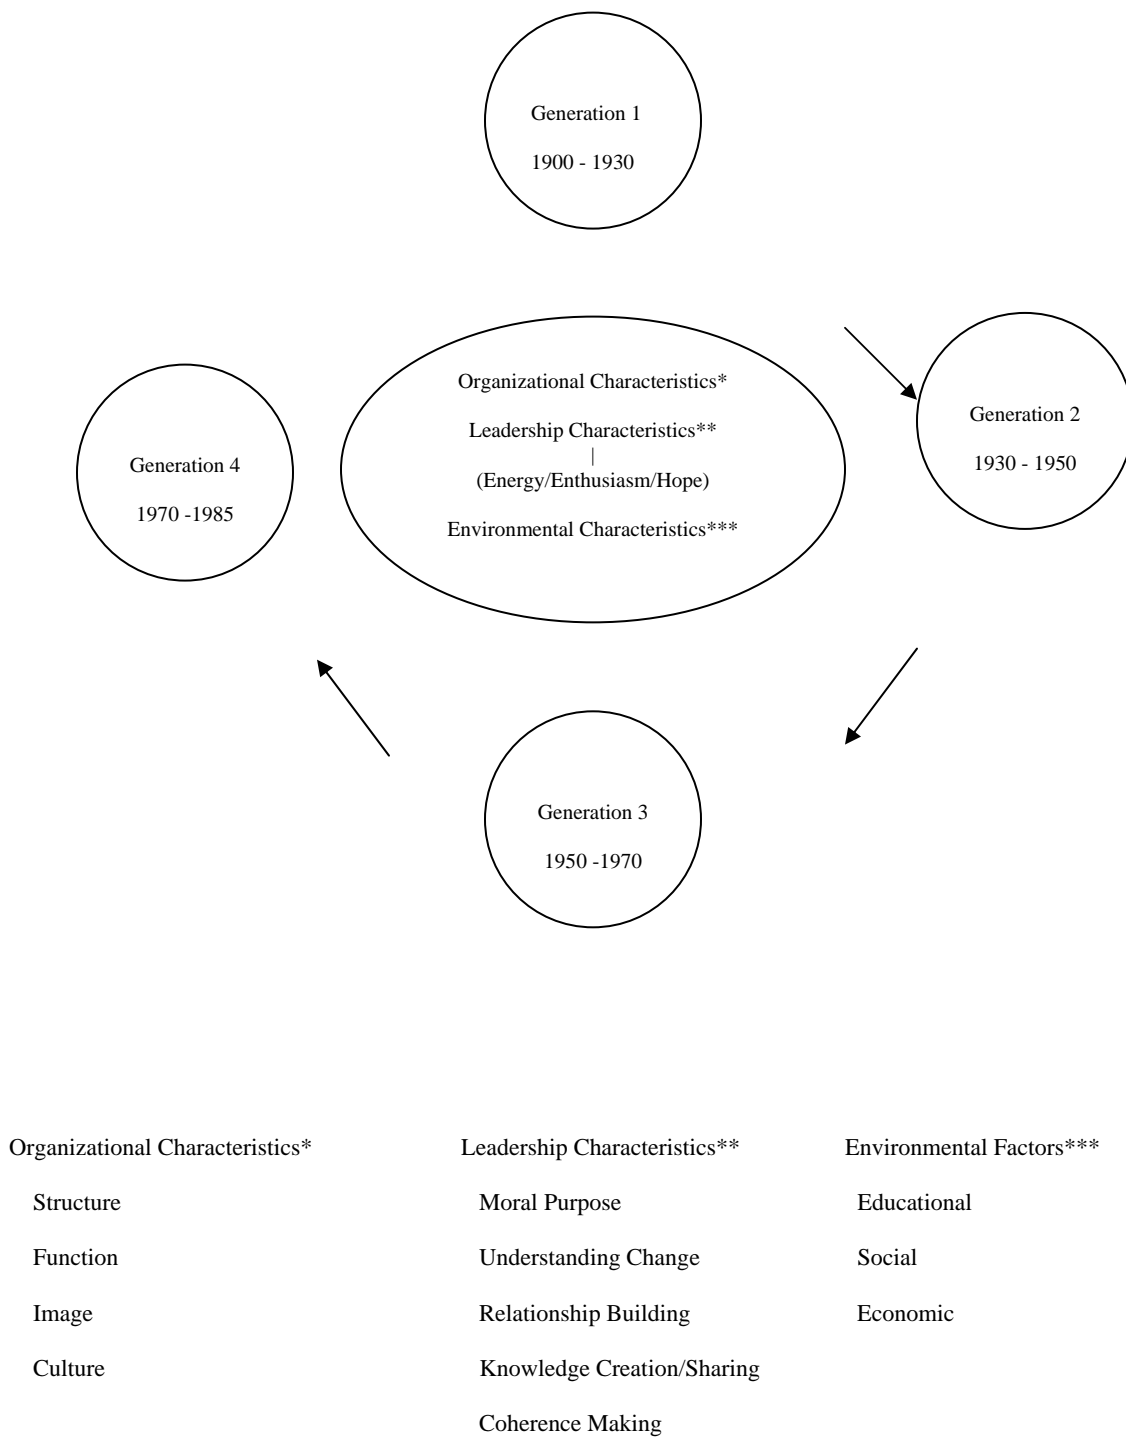 Generation 1
1900 - 1930
Organizational Characteristics*
Leadership Characteristics**
|
(Energy/Enthusiasm/Hope)
Environmental Characteristics***
Generation 2
1930 - 1950
Generation 4
1970 -1985
Generation 3
1950 -1970
Organizational Characteristics*
Structure
Function
Image
Culture
Leadership Characteristics**
Moral Purpose
Understanding Change
Relationship Building
Knowledge Creation/Sharing
Coherence Making
Environmental Factors***
Educational
Social
Economic